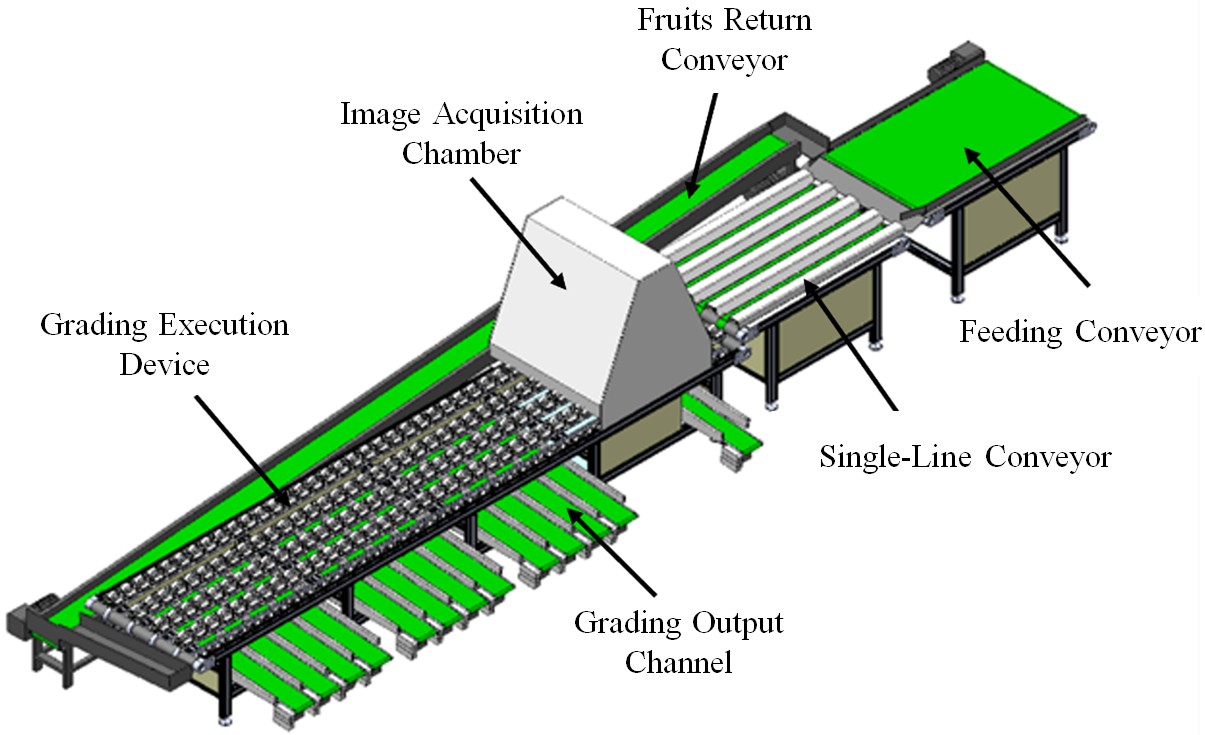 Fruits Return
Conveyor
Image Acquisition
Chamber
Grading Execution
Device
Feeding Conveyor
Single-Line Conveyor
Grading Output
Channel